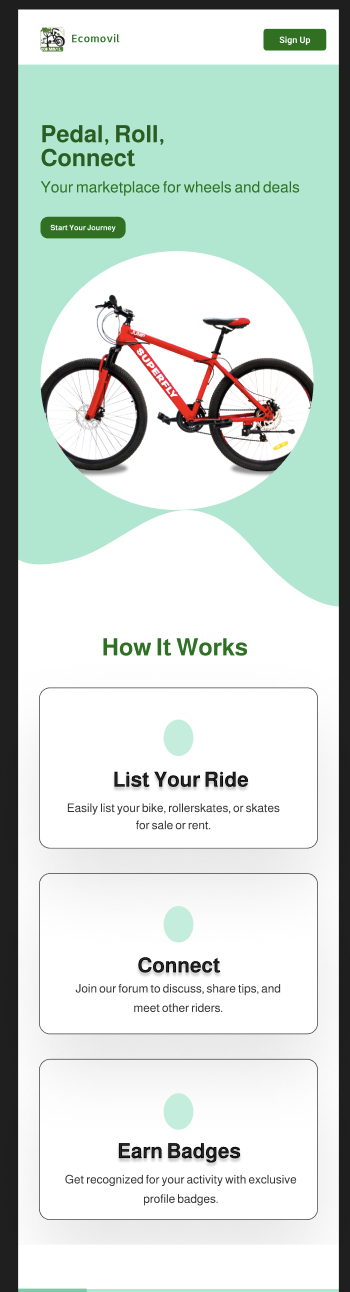 Ecomovil
Sign Up
Pedal, Roll,
Connect
Your marketplace for wheels and deals
Start Your Journey
SUPERFLY
How It Works
List Your Ride
Easily list your bike, rollerskates, or skates
for sale or rent.
Connect
Join our forum to discuss, share tips, and
meet other riders.
Earn Badges
Get recognized for your activity with exclusive
profile badges.